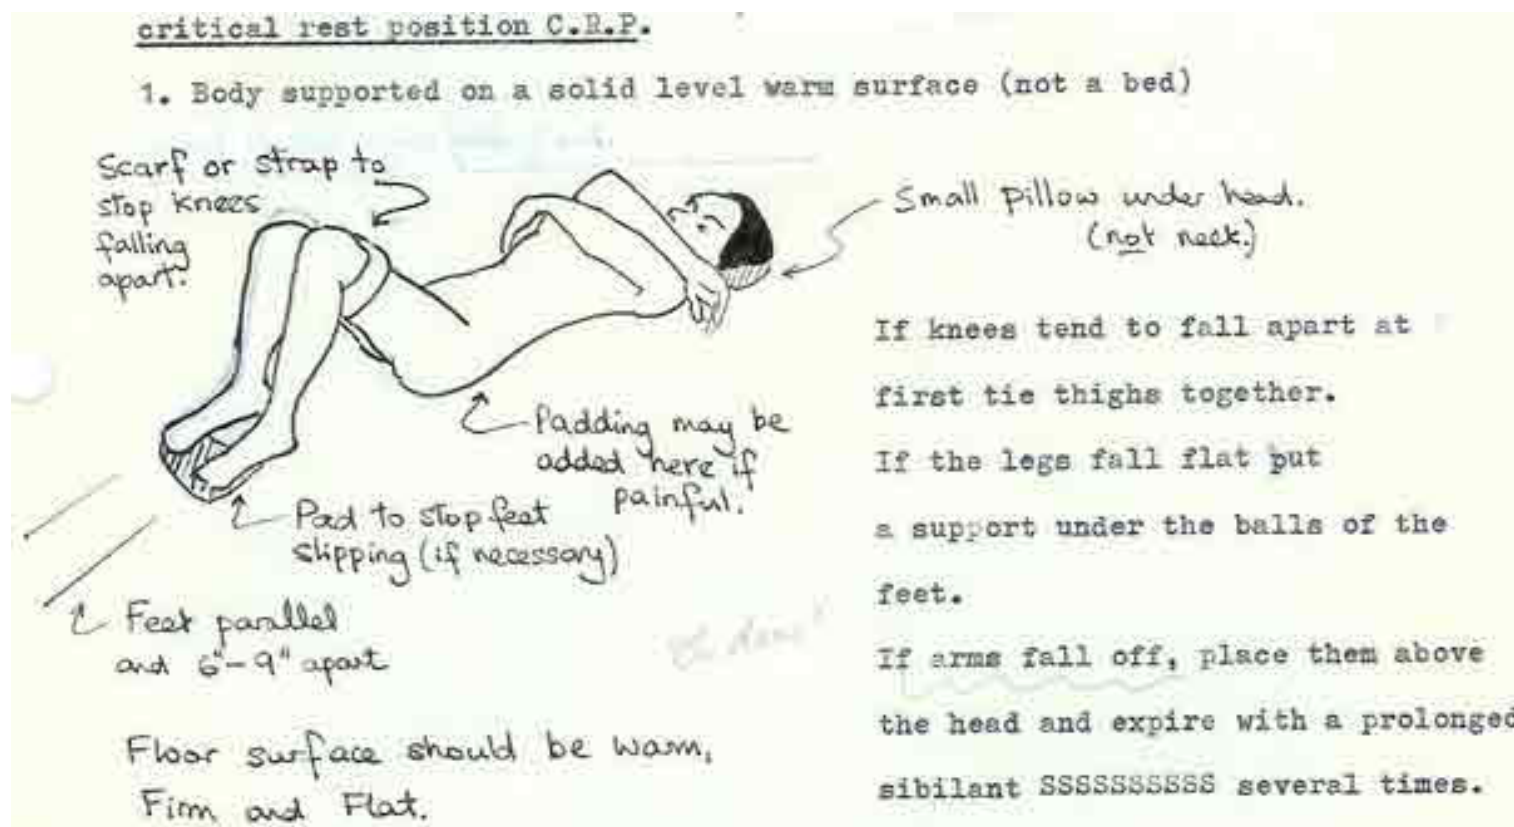 critical rest position C.R.P.
1. Body supported on a solid level warm surface (not a bed)
Scarf or strap to
stop knees
falling
apart.
Small pillow under head.
(not neck.)
Padding may be
added here if
painful.
Pad to stop feet
slipping (if necessary)
Feet parallel
and 6"-9" apart
Floor surface should be warm,
Firm and Flat.
If knees tend to fall apart at
first tie thighs together.
If the legs fall flat put
a support under the balls of the
feet.
If arms fall off, place them above
the head and expire with a prolonged
sibilant SSSSSSSSSS several times.